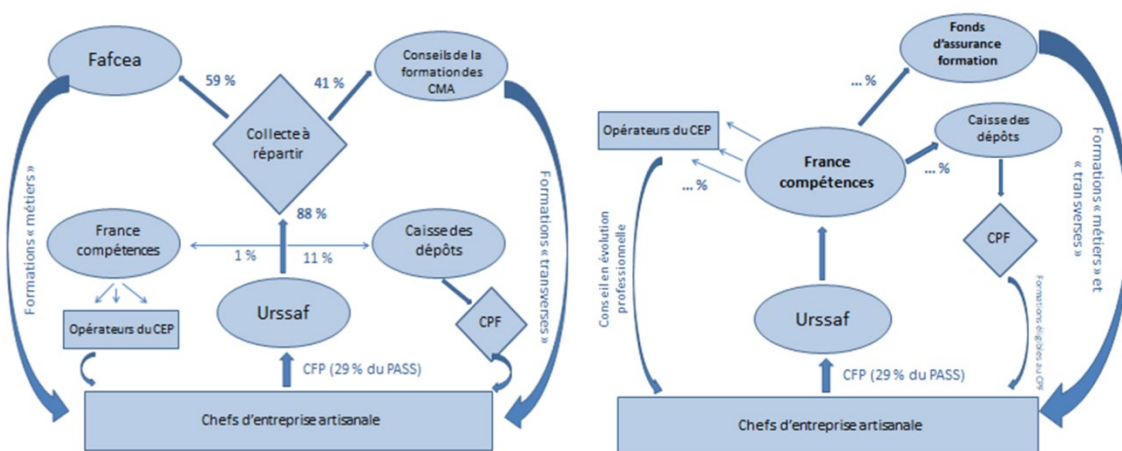 Fafcea
59 %
41 %
Conseils de la
formation des
CMA
Collecte à
répartir
Formations « métiers »
Formations « transverses »
88 %
France
compétences
1 %
11 %
Caisse des
dépôts
Opérateurs du CEP
Urssaf
CPF
CFP (29 % du PASS)
Chefs d'entreprise artisanale
Fonds
d'assurance
formation
... %
Opérateurs du CEP
Caisse des
dépôts
France
compétences
... %
... %
Formations « métiers » et
« transverses »
CPF
Conseil en évolution
professionnelle
Urssaf
Formations éligibles au CPF
CFP (29 % du PASS)
Chefs d'entreprise artisanale